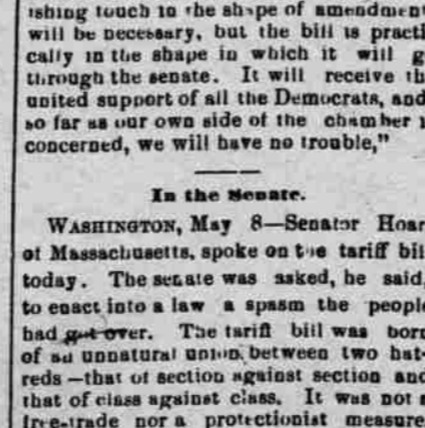 ishing touch to the shape of amendment
will be necessary, but the bill is practi
cally in the shape in which it will g
through the senate. It will receive th
united support of all the Democrats, and
so far as our own side of the chamber i
concerned, we will have no trouble,"
In the Senate.
WASHINGTON, May 8—Senator Hoar
of Massachusetts, spoke on the tariff bil
today. The senate was asked, he said,
to enact into a law a spasm the people
had got over. The tariff bill was born
of an unnatural union, between two hat-
reds—that of section against section and
that of class against class. It was not a
free-trade nor a protectionist measure